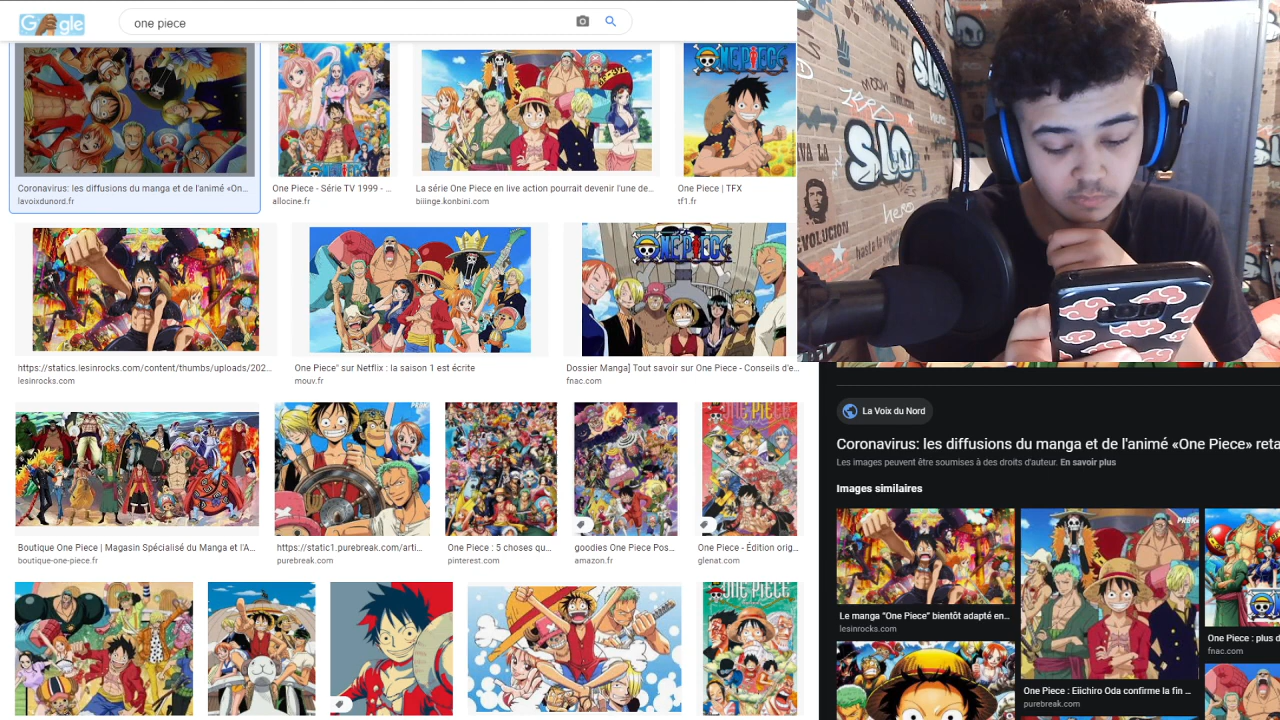 Google
one piece
ONE PIECE
Coronavirus: les diffusions du manga et de l'animé «On...
lavoixdunord.fr
One Piece - Série TV 1999 - ...
allocine.fr
La série One Piece en live action pourrait devenir l'une de...
biiinge.konbini.com
One Piece | TFX
tf1.fr
SLO
hero
EVOLUCION
ONE PIECE
https://statics.lesinrocks.com/content/thumbs/uploads/202...
lesinrocks.com
One Piece" sur Netflix : la saison 1 est écrite
mouv.fr
Dossier Manga] Tout savoir sur One Piece - Conseils d'e...
fnac.com
La Voix du Nord
Coronavirus: les diffusions du manga et de l'animé «One Piece» reta
Les images peuvent être soumises à des droits d'auteur. En savoir plus
Images similaires
Boutique One Piece | Magasin Spécialisé du Manga et l'A...
boutique-one-piece.fr
https://static1.purebreak.com/arti...
purebreak.com
One Piece : 5 choses qu...
pinterest.com
goodies One Piece Pos...
amazon.fr
One Piece - Édition orig...
glenat.com
ONE PIECE
Le manga “One Piece” bientôt adapté en...
lesinrocks.com
One Piece : Eiichiro Oda confirme la fin ...
purebreak.com
One Piece : plus d
fnac.com